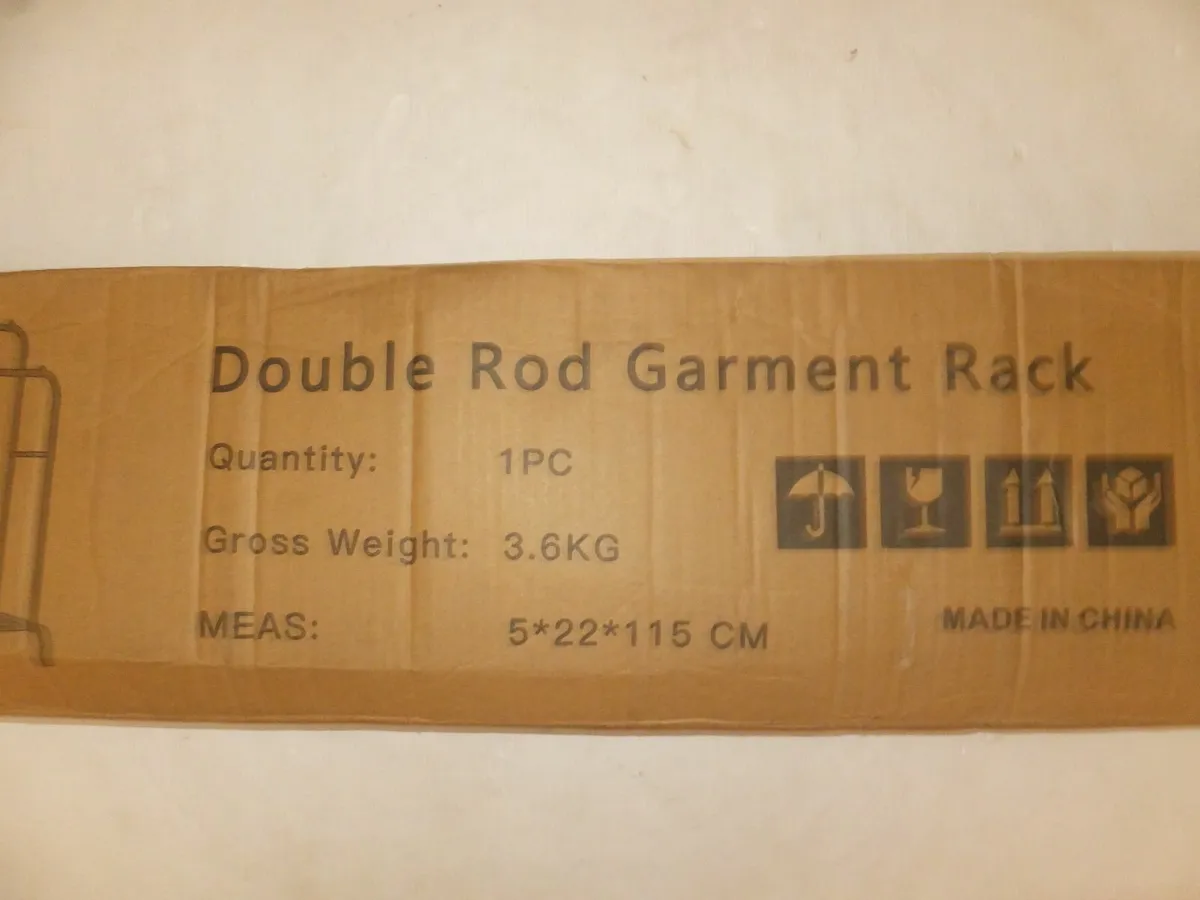 Double Rod Garment Rack
Quantity: 1PC
Gross Weight: 3.6KG
MEAS: 5*22*115 CM
MADE IN CHINA